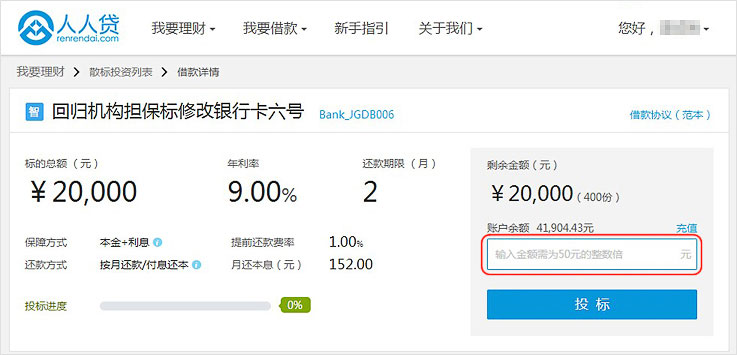 人人贷 我要理财 我要借款 新手指引 关于我们 您好，
renrendai.com
我要理财 > 散标投资列表 > 借款详情
智 回归机构担保标修改银行卡六号 Bank_JGDB006 借款协议（范本）
标的总额（元） 年利率 还款期限（月）
￥20,000 9.00% 2
保障方式 本金+利息 提前还款费率 1.00%
还款方式 按月还款/付息还本 月还本息（元） 152.00
投标进度 0%
剩余金额（元）
￥20,000（400份）
账户余额 41,904.43元 充值
输入金额需为50元的整数倍 元
投 标